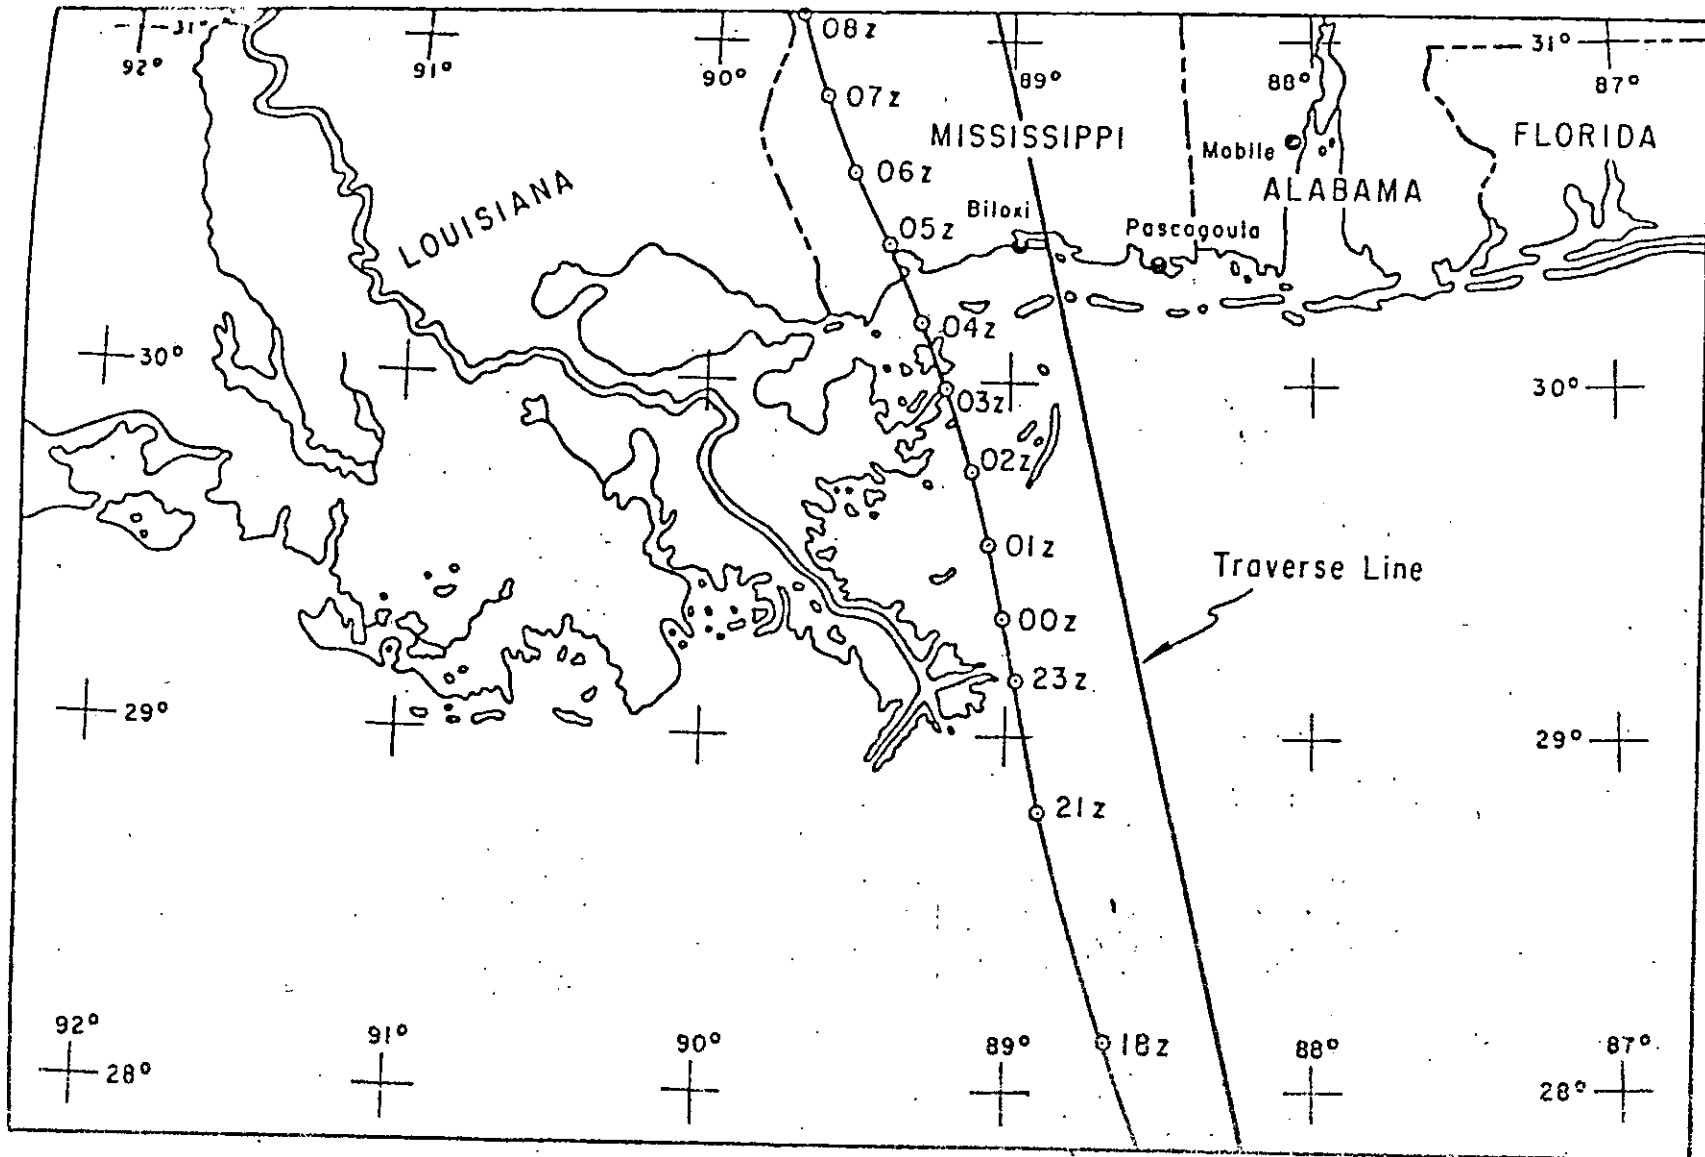 31°
92°
91°
90°
08z
89°
88°
31°
87°
07z
MISSISSIPPI
Mobile
FLORIDA
06z
ALABAMA
LOUISIANA
Biloxi
Pascagoula
05z
04z
30°
03z
30°
02z
01z
Traverse Line
00z
23z
29°
29°
21z
92°
91°
90°
89°
18z
88°
87°
28°
28°